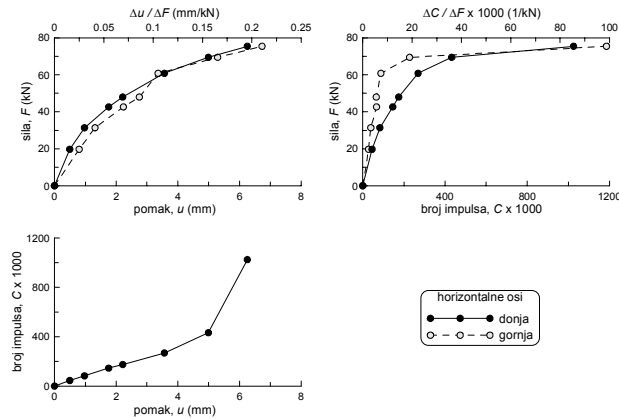 Δu / ΔF (mm/kN)
0 0.05 0.1 0.15 0.2 0.25
80
60
40
20
0
sila, F (kN)
0 2 4 6 8
pomak, u (mm)
ΔC / ΔF x 1000 (1/kN)
0 20 40 60 80 100
80
60
40
20
0
sila, F (kN)
0 400 800 1200
broj impulsa, C x 1000
1200
800
400
0
broj impulsa, C x 1000
0 2 4 6 8
pomak, u (mm)
horizontalne osi
donja
gornja